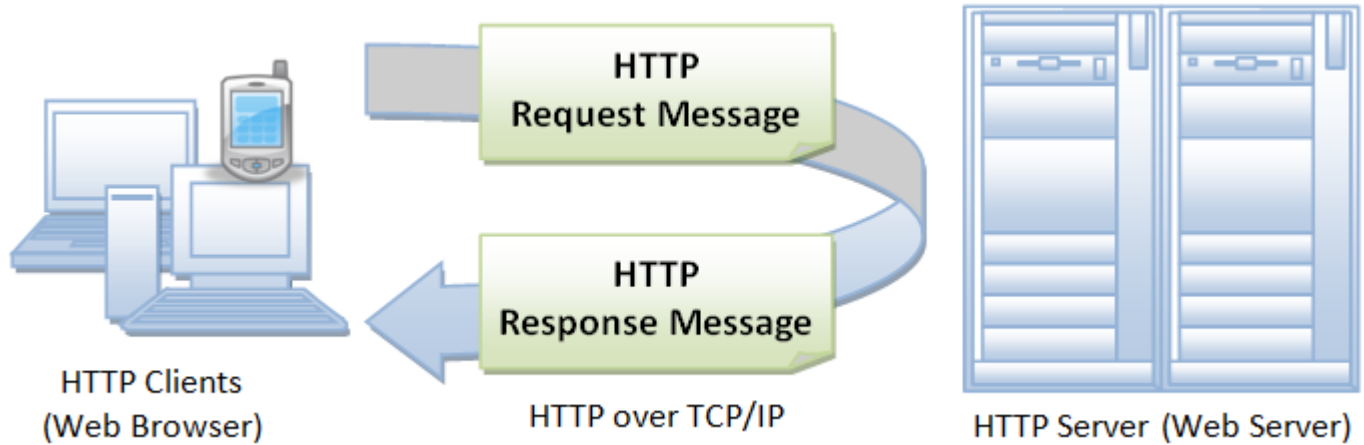 HTTP
Request Message
HTTP
Response Message
HTTP Clients
(Web Browser)
HTTP over TCP/IP
HTTP Server (Web Server)